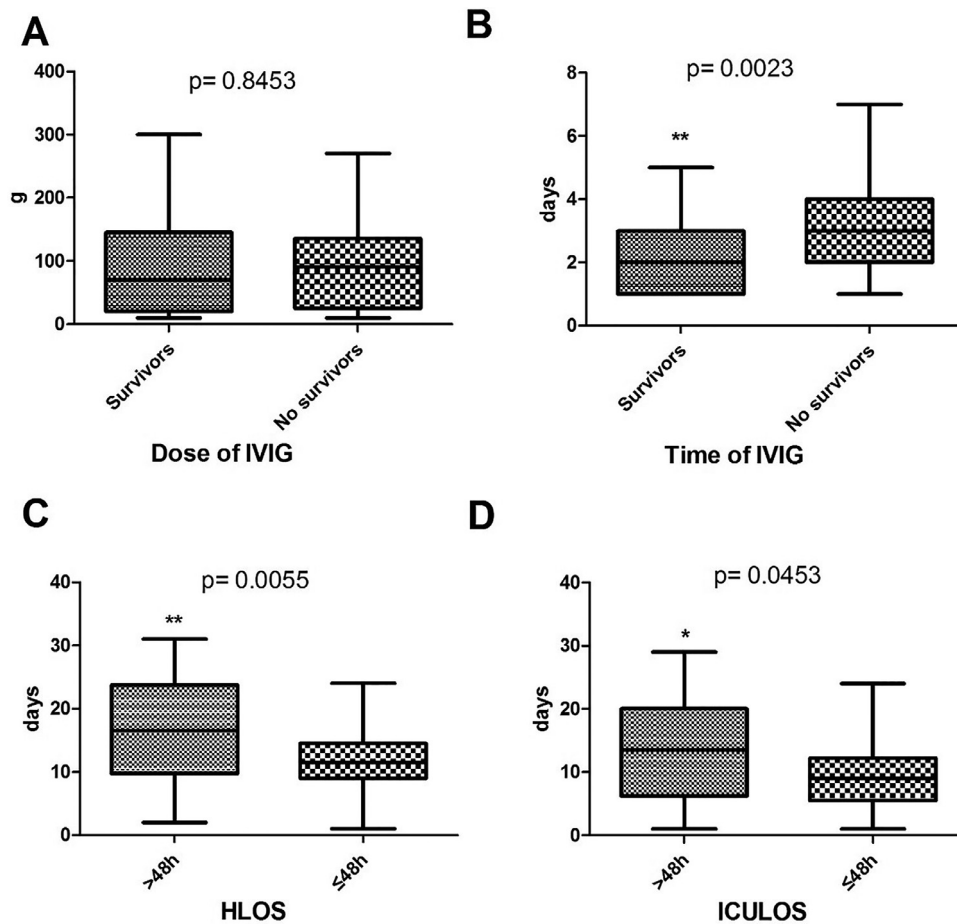 A
p= 0.8453
400
300
200
100
0
g
Survivors
No survivors
Dose of IVIG
B
p= 0.0023
8
6
4
2
0
days
**
Survivors
No survivors
Time of IVIG
C
p= 0.0055
40
30
20
10
0
days
**
>48h
≤48h
HLOS
D
p= 0.0453
40
30
20
10
0
days
*
>48h
≤48h
ICULOS